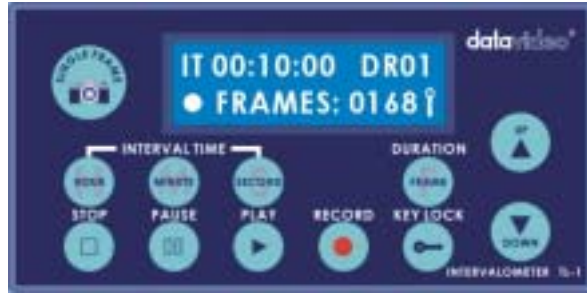 datavideo
SINGLE FRAME
IT 00:10:00 DR01
FRAMES: 0168
UP
INTERVAL TIME
DURATION
HOUR MINUTE SECOND FRAME
STOP PAUSE PLAY RECORD KEY LOCK
DOWN
INTERVALOMETER TL-1